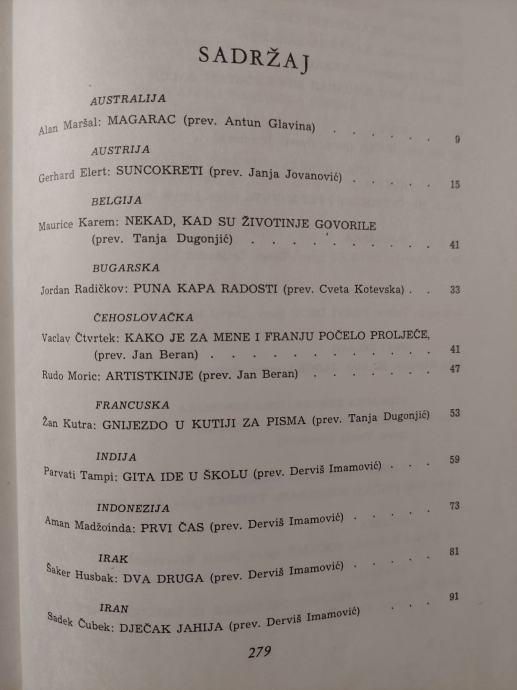 SADRŽAJ
AUSTRALIJA
Alan Maršal: MAGARAC (prev. Antun Glavina) . . . . . . 9
AUSTRIJA
Gerhard Elert: SUNCOKRETI (prev. Janja Jovanović) . . . . . 15
BELGIJA
Maurice Karem: NEKAD, KAD SU ŽIVOTINJE GOVORILE
(prev. Tanja Dugonjić) . . . . . . . . . . 41
BUGARSKA
Jordan Radičkov: PUNA KAPA RADOSTI (prev. Cveta Kotevska) . . 33
ČEHOSLOVAČKA
Vaclav Čtvrtek: KAKO JE ZA MENE I FRANJU POČELO PROLJEĆE,
(prev. Jan Beran) . . . . . . . . . . . . 41
Rudo Moric: ARTISTKINJE (prev. Jan Beran) . . . . . . . 47
FRANCUSKA
Žan Kutra: GNIJEZDO U KUTIJI ZA PISMA (prev. Tanja Dugonjić) 53
INDIJA
Parvati Tampi: GITA IDE U ŠKOLU (prev. Derviš Imamović) . . . 59
INDONEZIJA
Aman Madžoinda: PRVI ČAS (prev. Derviš Imamović) . . . . . 73
IRAK
Šaker Husbak: DVA DRUGA (prev. Derviš Imamović) . . . . 81
IRAN
Sadek Čubek: DJEČAK JAHIJA (prev. Derviš Imamović) . . . 91
279